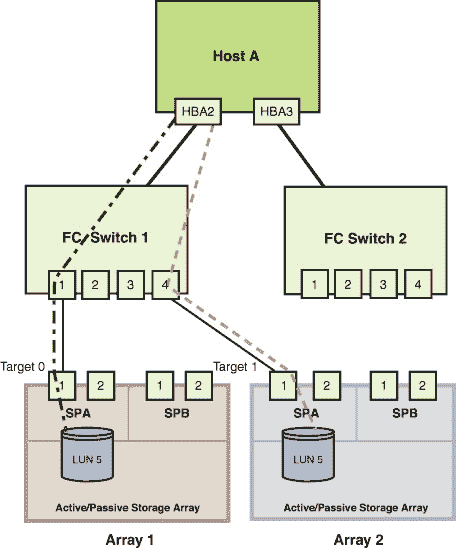 Host A
HBA2 HBA3
FC Switch 1 FC Switch 2
1 2 3 4 1 2 3 4
Target 0 Target 1
1 2 1 2 1 2 1 2
SPA SPB SPA SPB
LUN 5 LUN 5
Active/Passive Storage Array Active/Passive Storage Array
Array 1 Array 2